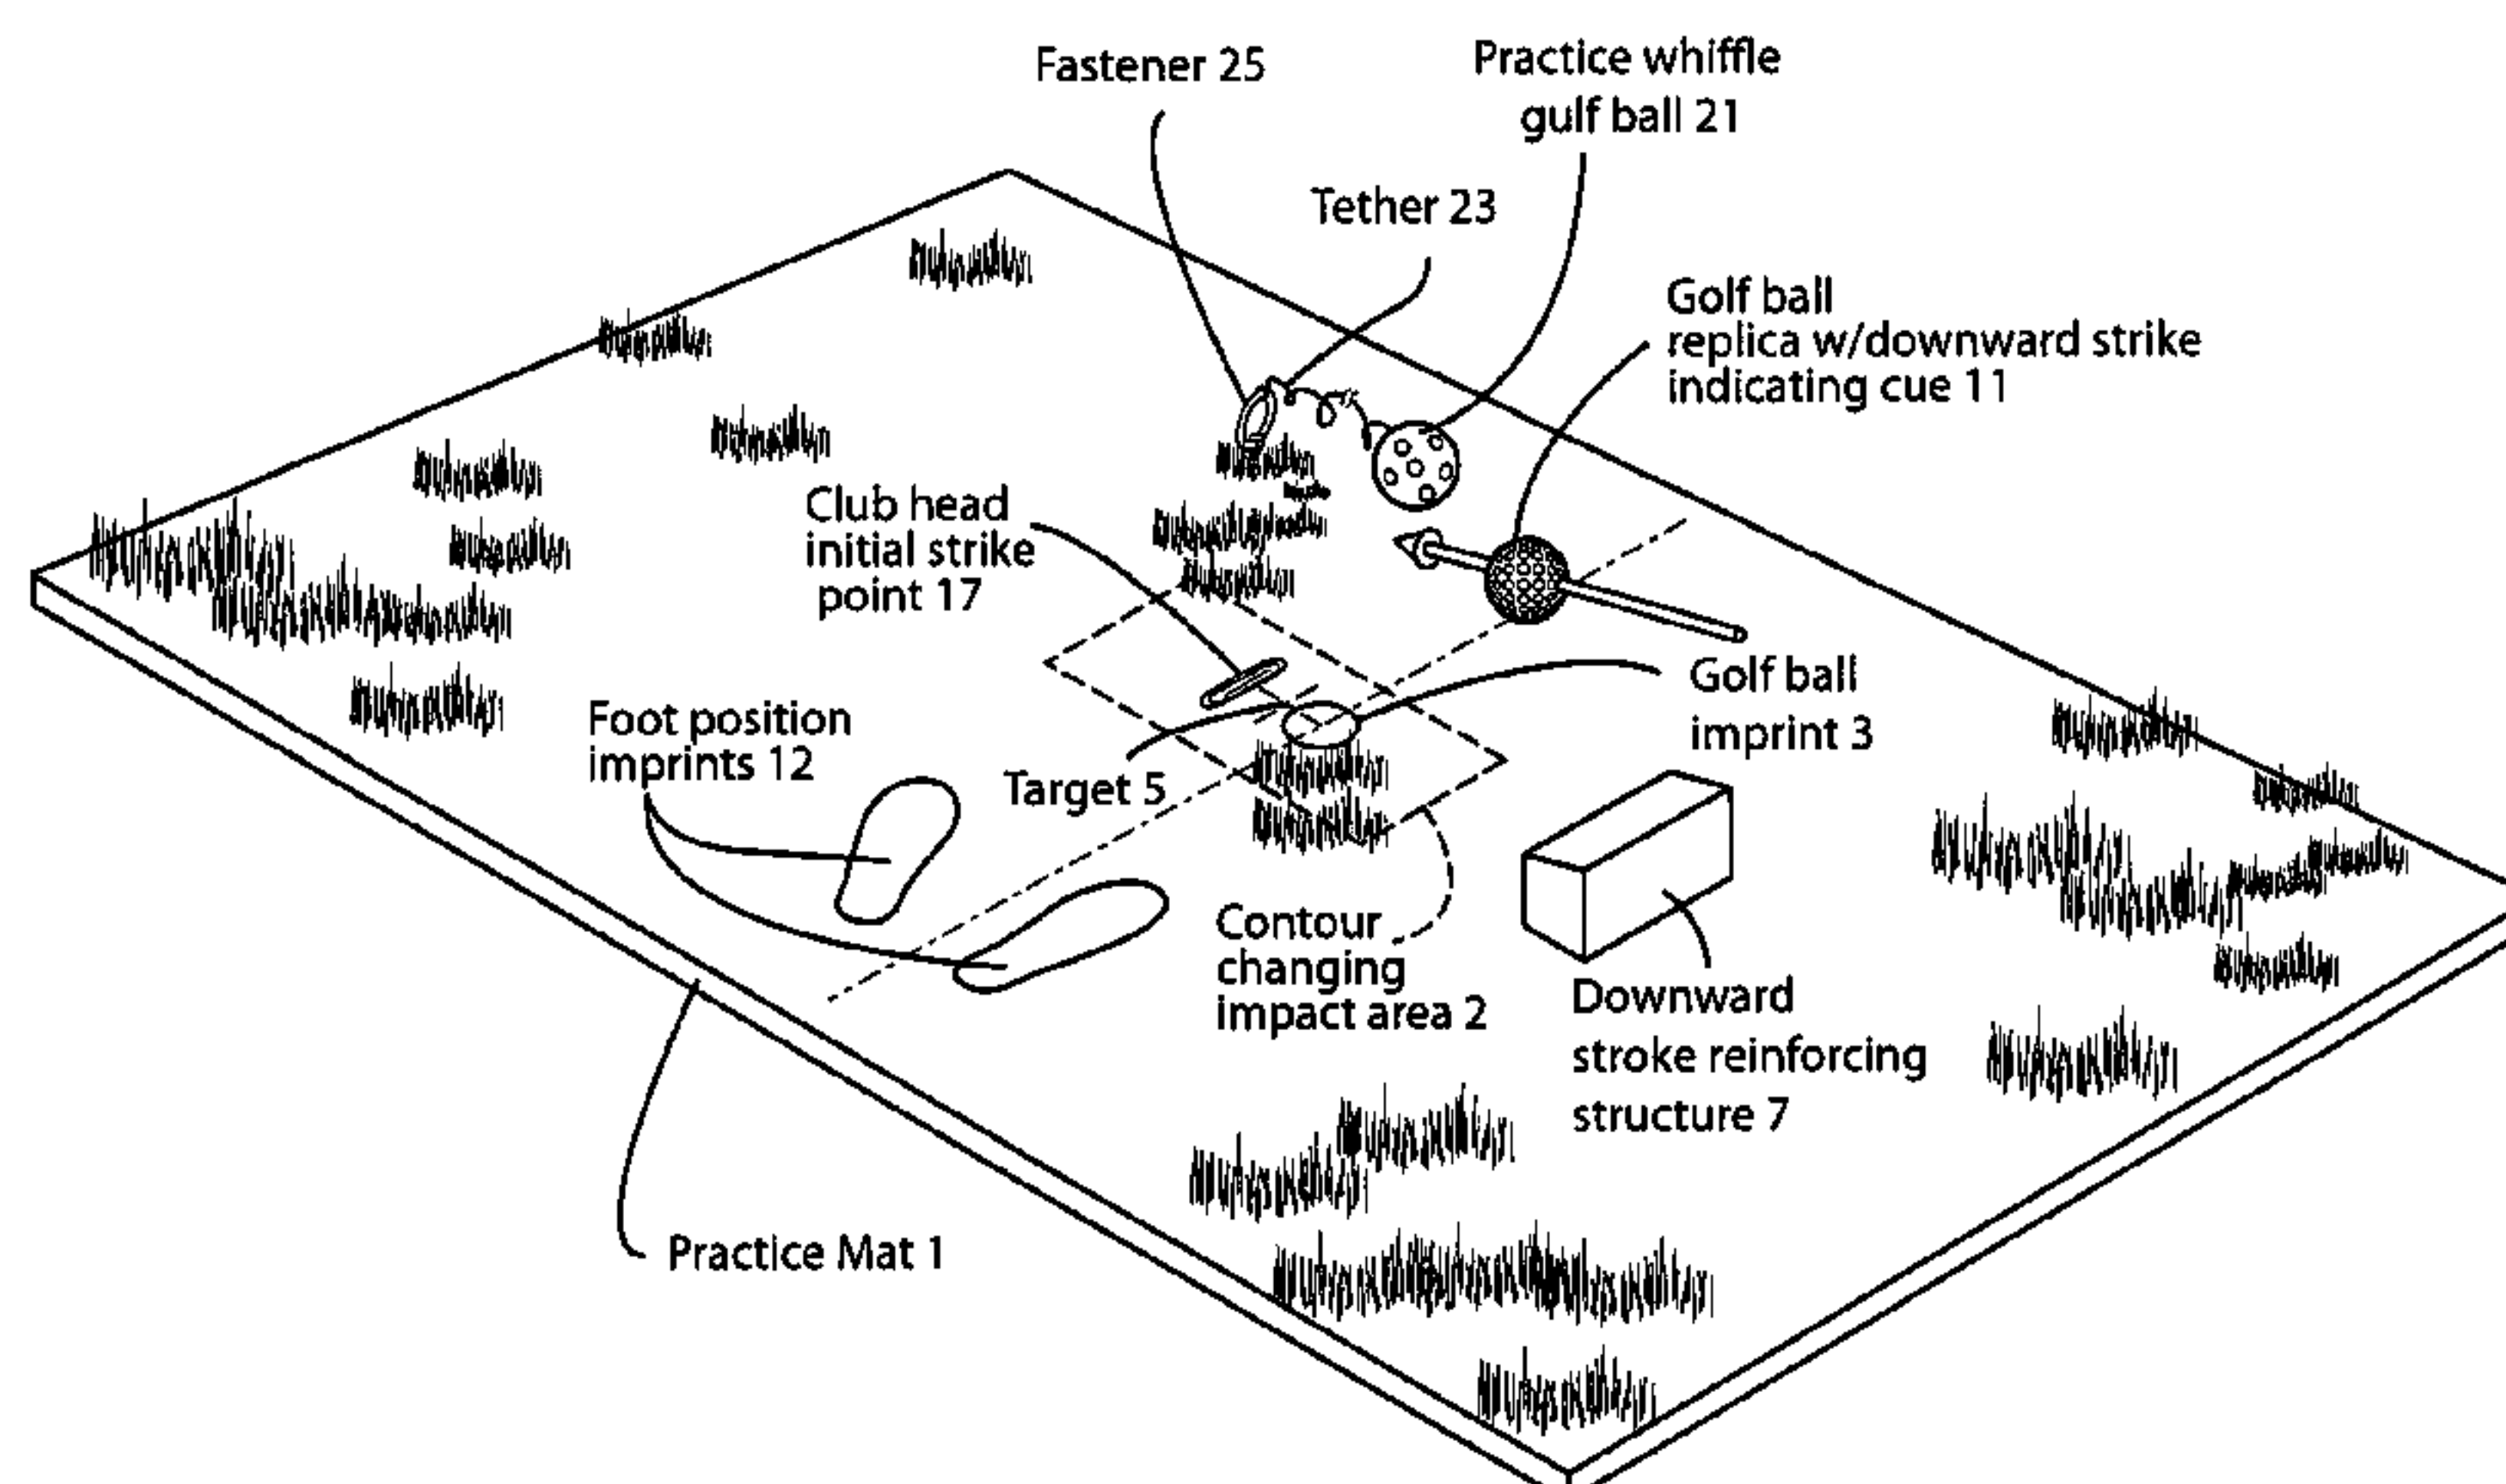 Fastener 25
Practice whiffle
gulf ball 21
Tether 23
Golf ball
replica w/downward strike
indicating cue 11
Club head
initial strike
point 17
Golf ball
imprint 3
Foot position
imprints 12
Target 5
Contour
changing
impact area 2
Downward
stroke reinforcing
structure 7
Practice Mat 1